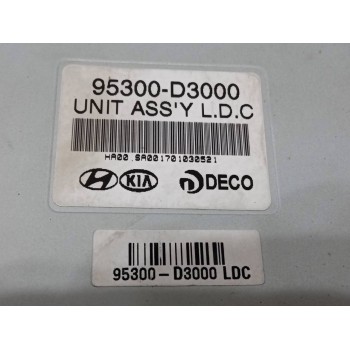 95300-D3000
UNIT ASS'Y L.D.C
HA00.SA001701030521
KIA DECO
95300-D3000 LDC